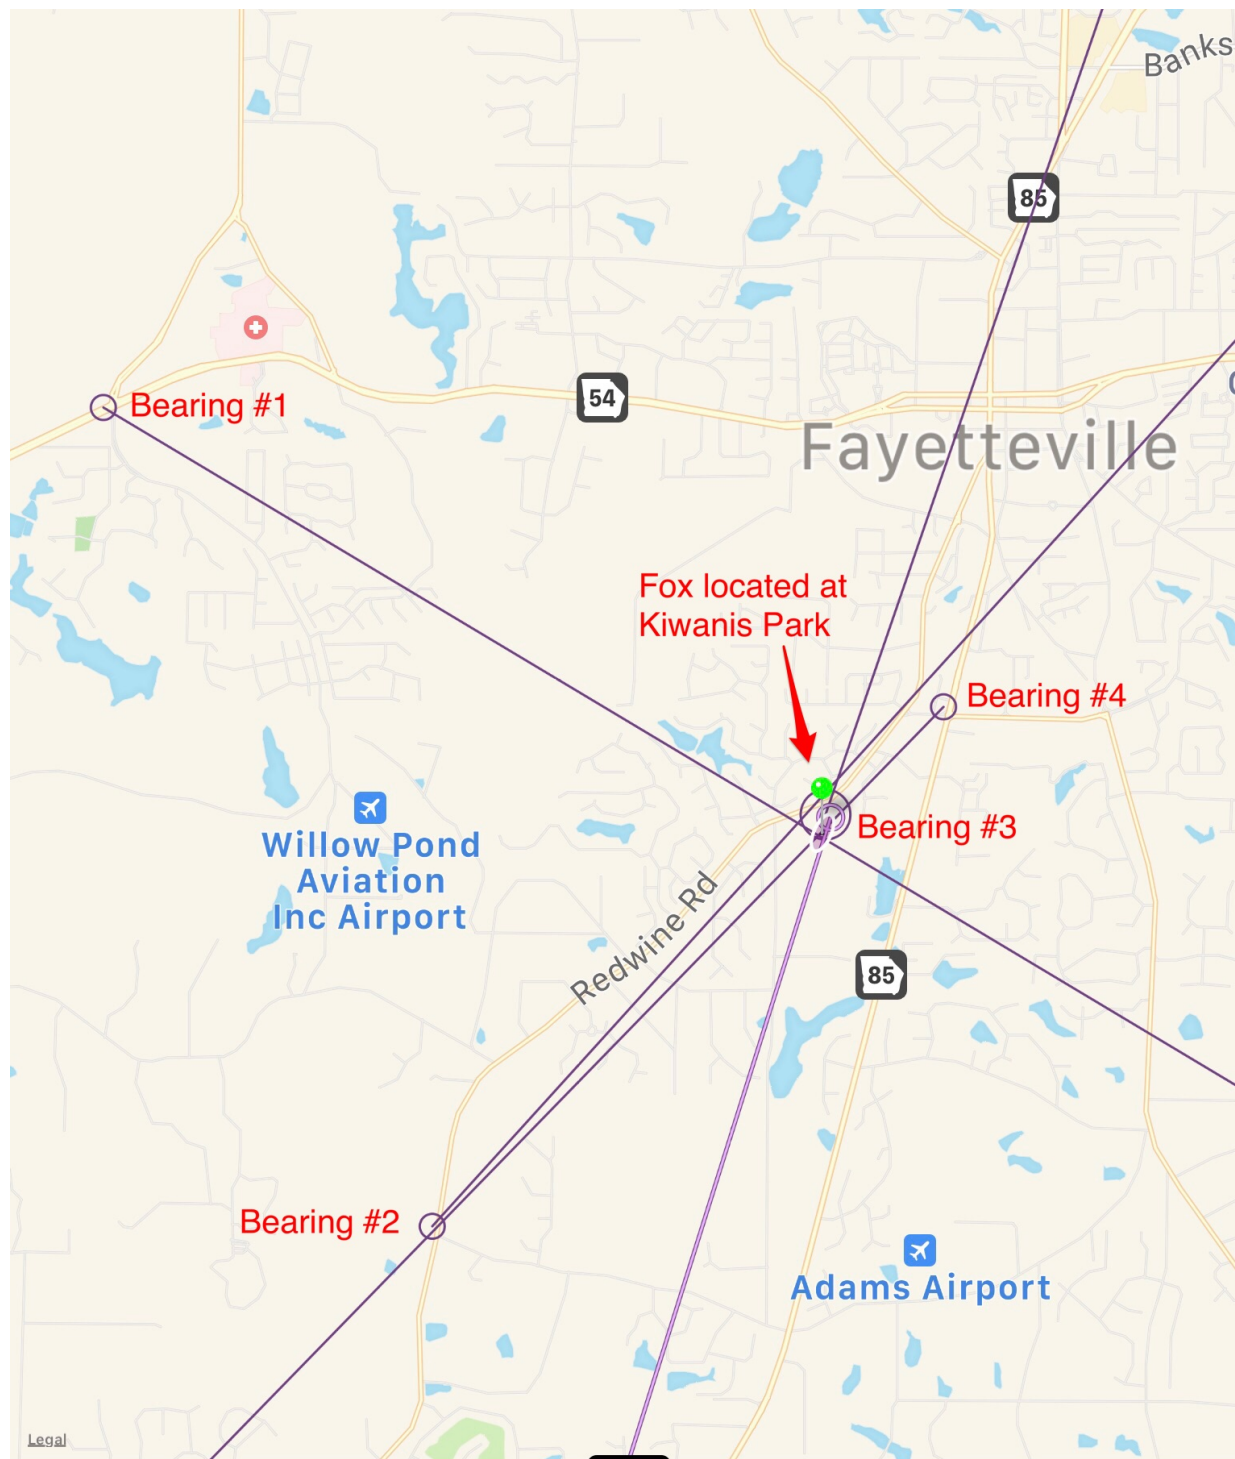 Banks
85
Bearing #1
54
Fayetteville
Fox located at
Kiwanis Park
Bearing #4
Willow Pond
Aviation
Inc Airport
Bearing #3
Redwine Rd
85
Bearing #2
Adams Airport
Legal